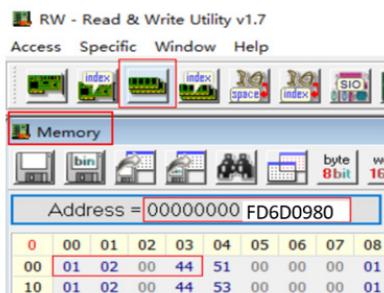 RW - Read & Write Utility v1.7
Access Specific Window Help
index index space index SIO
Memory
bin byte 8bit
Address = 00000000 FD6D0980
0 00 01 02 03 04 05 06 07 08
00 01 02 00 44 51 00 00 00 01
10 01 02 00 44 53 00 00 00 01